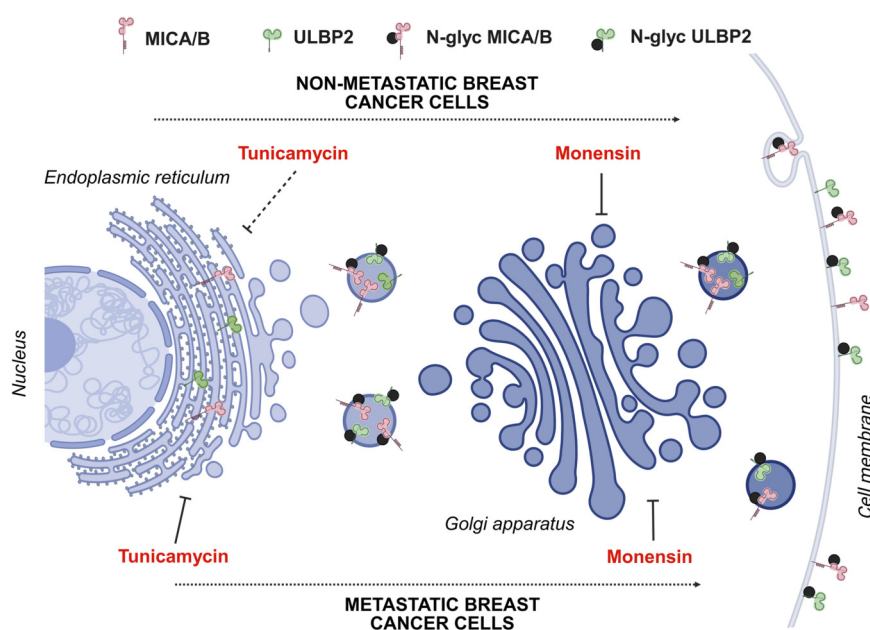 MICA/B ULBP2 N-glyc MICA/B N-glyc ULBP2
NON-METASTATIC BREAST
CANCER CELLS
Tunicamycin Monensin
Endoplasmic reticulum
Nucleus
Golgi apparatus
Cell membrane
Tunicamycin Monensin
METASTATIC BREAST
CANCER CELLS